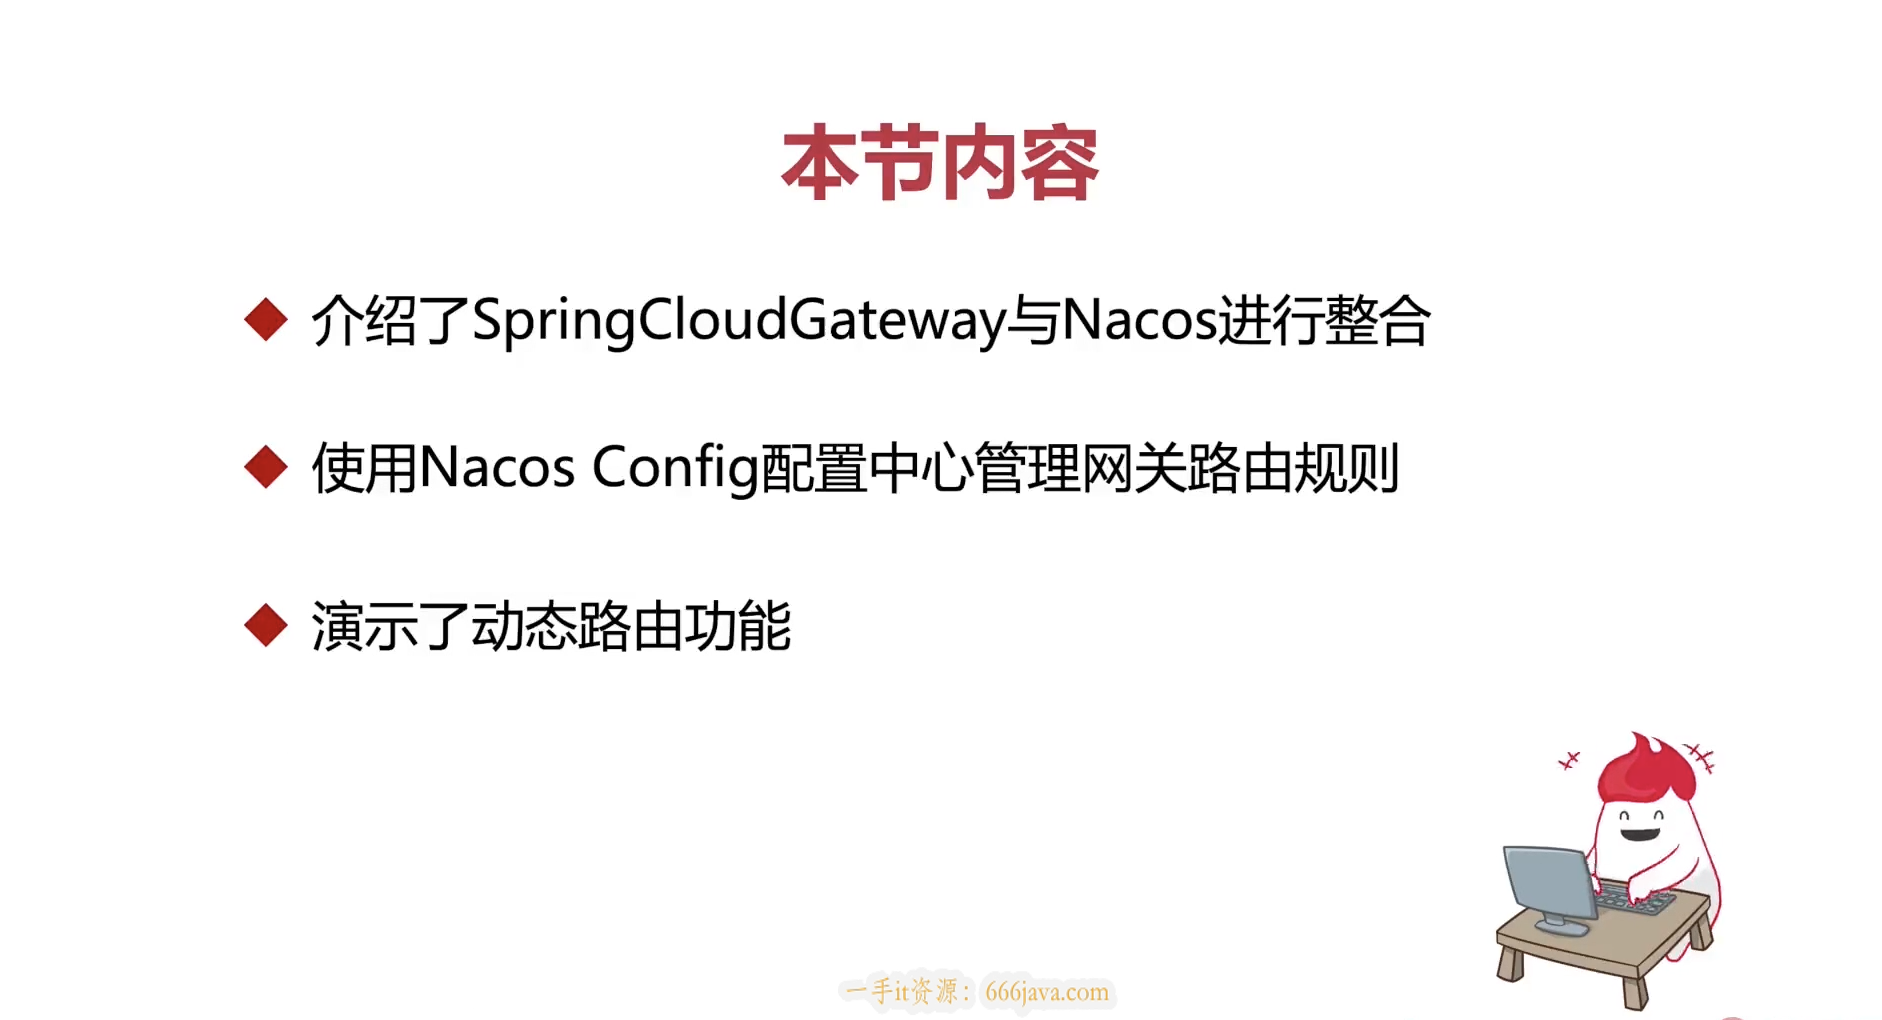 本节内容
介绍了SpringCloudGateway与Nacos进行整合
使用Nacos Config配置中心管理网关路由规则
演示了动态路由功能
一手it资源：666java.com